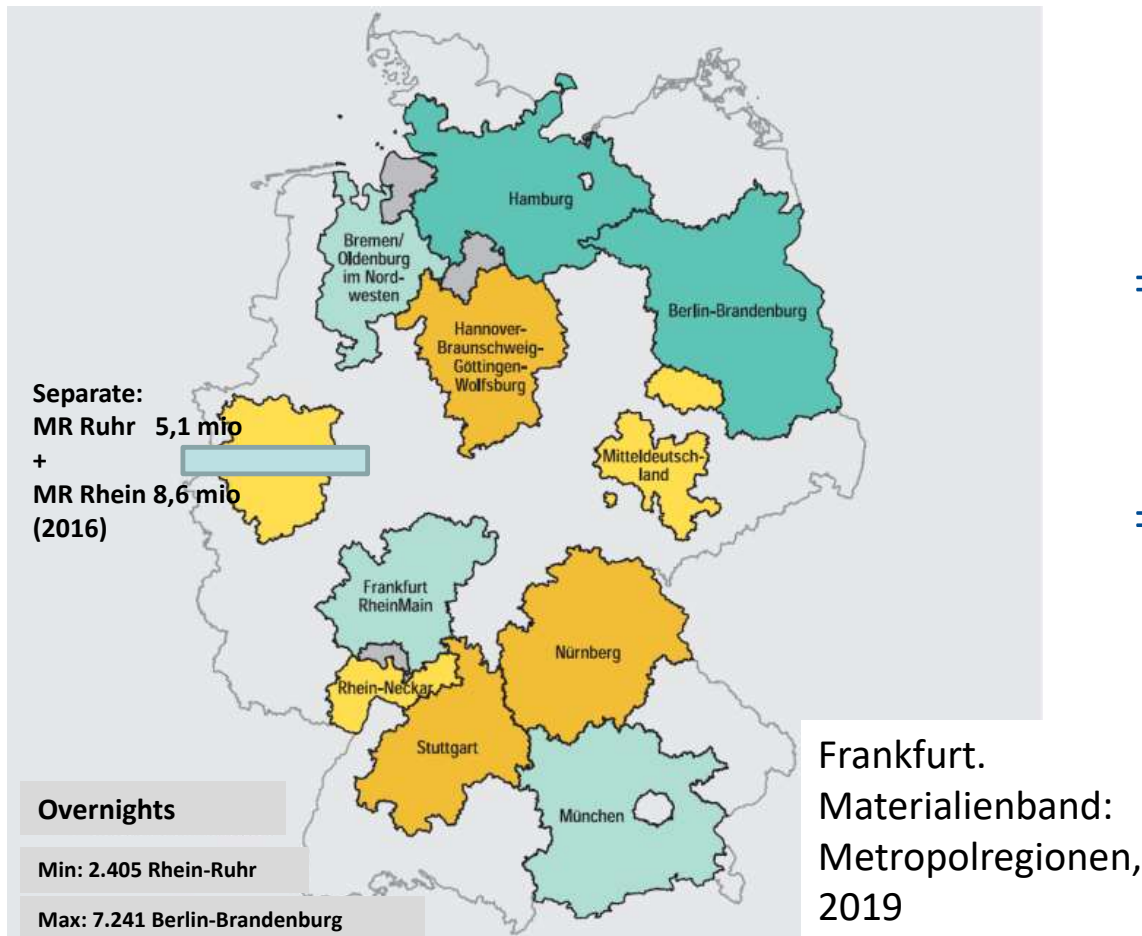 Hamburg
Bremen/
Oldenburg
im Nord-
westen
Berlin-Brandenburg
Hannover-
Braunschweig-
Göttingen-
Wolfsburg
Separate:
MR Ruhr 5,1 mio
+
MR Rhein 8,6 mio
(2016)
Mitteldeutsch-
land
Frankfurt
RheinMain
Nürnberg
Rhein-Neckar
Stuttgart
München
Overnights
Min: 2.405 Rhein-Ruhr
Max: 7.241 Berlin-Brandenburg
Frankfurt.
Materialienband:
Metropolregionen,
2019